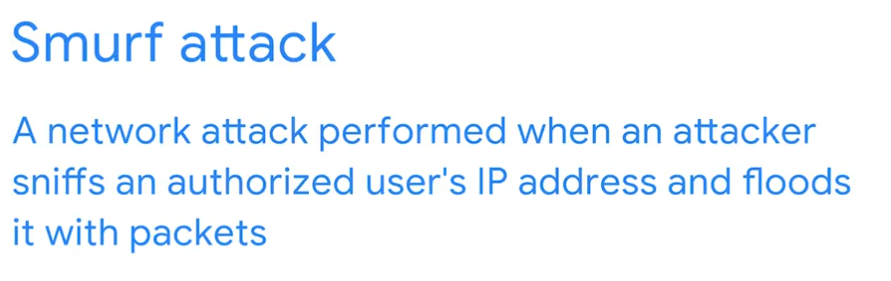 Smurf attack
A network attack performed when an attacker
sniffs an authorized user's IP address and floods
it with packets